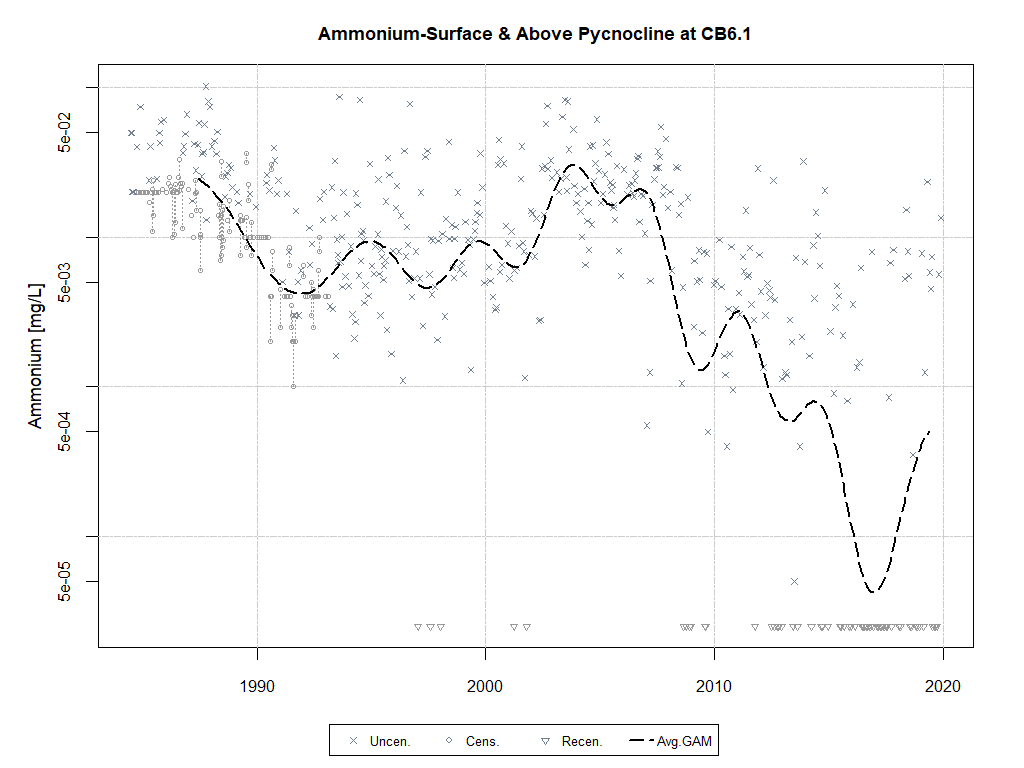 Ammonium-Surface & Above Pycnocline at CB6.1
Ammonium [mg/L]
5e-02
5e-03
5e-04
5e-05
1990 2000 2010 2020
Uncen. Cens. Recen. Avg.GAM